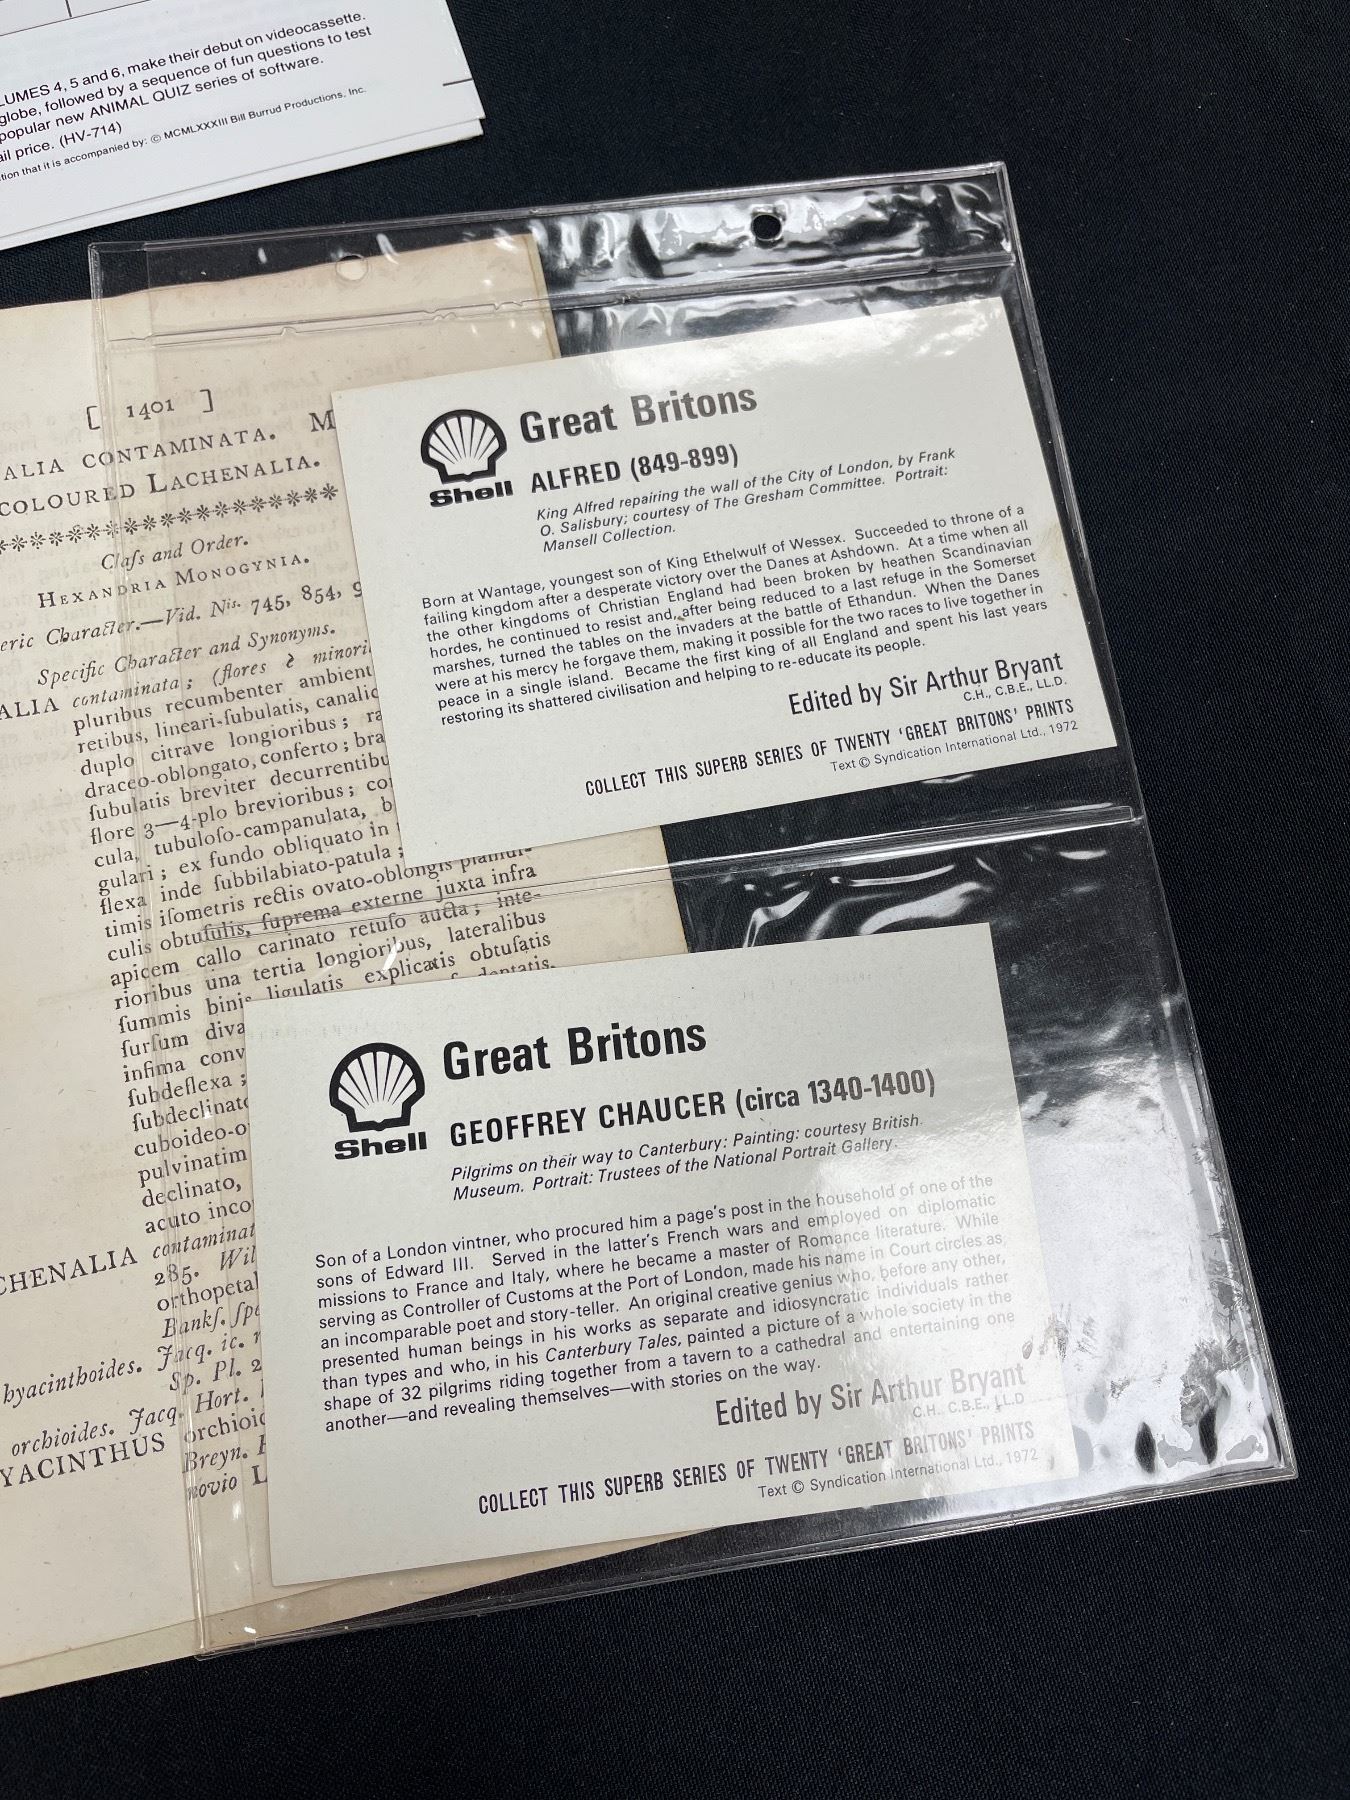 LUMES 4, 5 and 6, make their debut on videocassette.
globe, followed by a sequence of fun questions to test
popular new ANIMAL QUIZ series of software.
ail price. (HV-714)
tion that it is accompanied by: © MCMLXXXIII Bill Burrud Productions, Inc.
[ 1401 ]
ALIA CONTAMINATA. M
COLOURED LACHENALIA.
Claſs and Order.
HEXANDRIA MONOGYNIA.
eric Character.—Vid. Nis. 745, 854, 9
Specific Character and Synonyms.
ALIA contaminata; (flores 2 minori
pluribus recumbenter ambient
retibus, lineari-ſubulatis, canalic
duplo citrave longioribus; ra
draceo-oblongato, conferto; bra
ſubulatis breviter decurrentibu
flore 3—4-plo brevioribus; co
cula, tubuloſo-campanulata, b
gulari; ex fundo obliquato in
flexa inde ſubbilabiato-patula;
timis iſometris rectis ovato-oblongis
culis obtuſulis, ſuprema externe juxta infra
apicem callo carinato retuſo aucta; inte-
rioribus una tertia longioribus, lateralibus
ſummis binis ligulatis explicatis obtuſatis
ſurſum diva
infima conv
ſubdeflexa;
ſubdeclinato
cuboideo-o
pulvinatim
declinato,
acuto inco
CHENALIA contaminat
285. Wil
orthopetal
Bankſ. ſpe
hyacinthoides. Jacq. ic. r
Sp. Pl. 2
orchioides. Jacq. Hort.
YACINTHUS orchioid
Breyn.
novio L
Shell
Great Britons
ALFRED (849-899)
King Alfred repairing the wall of the City of London, by Frank
O. Salisbury; courtesy of The Gresham Committee. Portrait:
Mansell Collection.
Born at Wantage, youngest son of King Ethelwulf of Wessex. Succeeded to throne of a
failing kingdom after a desperate victory over the Danes at Ashdown. At a time when all
the other kingdoms of Christian England had been broken by heathen Scandinavian
hordes, he continued to resist and, after being reduced to a last refuge in the Somerset
marshes, turned the tables on the invaders at the battle of Ethandun. When the Danes
were at his mercy he forgave them, making it possible for the two races to live together in
peace in a single island. Became the first king of all England and spent his last years
restoring its shattered civilisation and helping to re-educate its people.
Edited by Sir Arthur Bryant
C.H., C.B.E., LL.D.
COLLECT THIS SUPERB SERIES OF TWENTY 'GREAT BRITONS' PRINTS
Text © Syndication International Ltd., 1972
Shell
Great Britons
GEOFFREY CHAUCER (circa 1340-1400)
Pilgrims on their way to Canterbury: Painting: courtesy British
Museum. Portrait: Trustees of the National Portrait Gallery.
Son of a London vintner, who procured him a page's post in the household of one of the
sons of Edward III. Served in the latter's French wars and employed on diplomatic
missions to France and Italy, where he became a master of Romance literature. While
serving as Controller of Customs at the Port of London, made his name in Court circles as
an incomparable poet and story-teller. An original creative genius who, before any other,
presented human beings in his works as separate and idiosyncratic individuals rather
than types and who, in his Canterbury Tales, painted a picture of a whole society in the
shape of 32 pilgrims riding together from a tavern to a cathedral and entertaining one
another—and revealing themselves—with stories on the way.
Edited by Sir Arthur Bryant
C.H., C.B.E., LL.D
COLLECT THIS SUPERB SERIES OF TWENTY 'GREAT BRITONS' PRINTS
Text © Syndication International Ltd., 1972